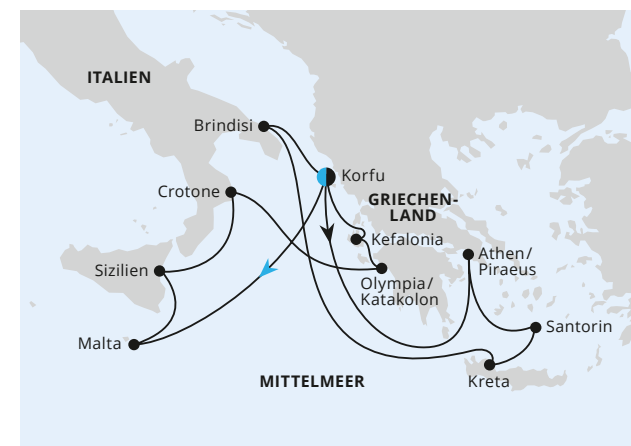 ITALIEN
Brindisi
Korfu
Crotone
GRIECHEN-
LAND
Kefalonia
Athen/
Piraeus
Sizilien
Olympia/
Katakolon
Santorin
Malta
MITTELMEER
Kreta